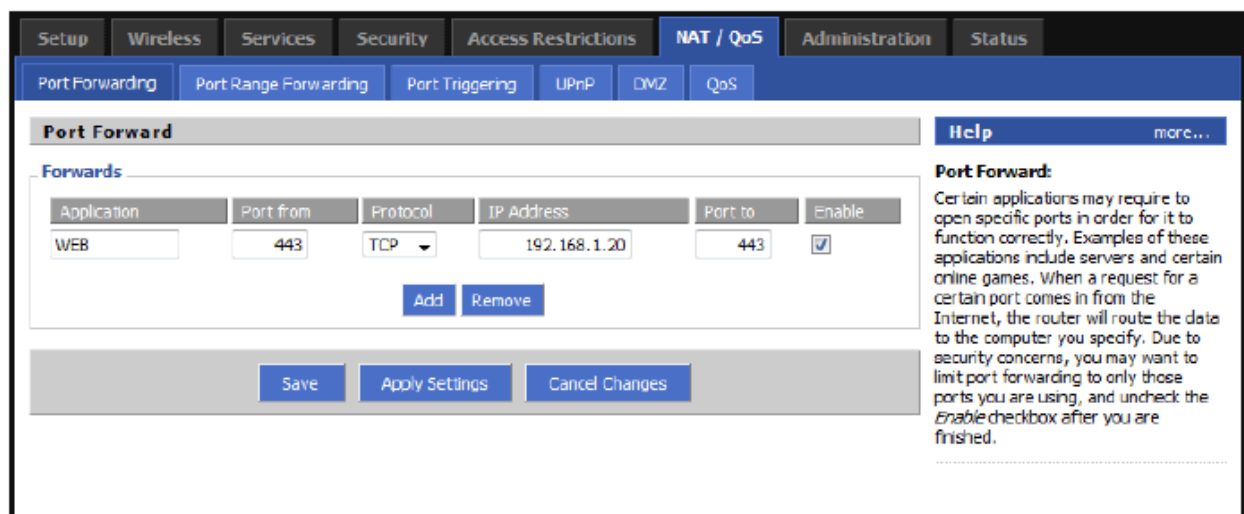 Setup Wireless Services Security Access Restrictions NAT / QoS Administration Status
Port Forwarding Port Range Forwarding Port Triggering UPnP DMZ QoS
Port Forward
Forwards
Application Port from Protocol IP Address Port to Enable
WEB 443 TCP 192.168.1.20 443
Add Remove
Save Apply Settings Cancel Changes
Help more...
Port Forward:
Certain applications may require to
open specific ports in order for it to
function correctly. Examples of these
applications include servers and certain
online games. When a request for a
certain port comes in from the
Internet, the router will route the data
to the computer you specify. Due to
security concerns, you may want to
limit port forwarding to only those
ports you are using, and uncheck the
Enable checkbox after you are
finished.